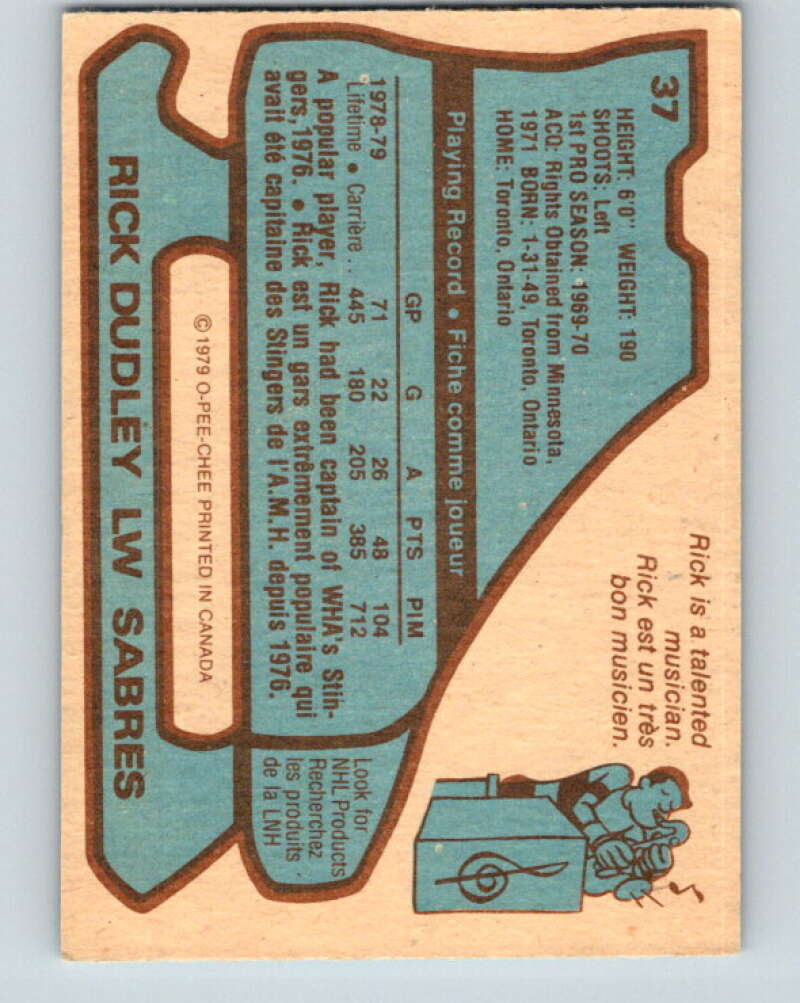 37
HEIGHT: 6'0" WEIGHT: 190
SHOOTS: Left
1st PRO SEASON: 1969-70
ACQ: Rights Obtained from Minnesota,
1971 BORN: 1-31-49, Toronto, Ontario
HOME: Toronto, Ontario
Rick is a talented
musician.
Rick est un très
bon musicien.
Playing Record • Fiche comme joueur
GP G A PTS PIM
1978-79 71 22 26 48 104
Lifetime • Carrière .. 445 180 205 385 712
A popular player, Rick had been captain of WHA's Stin-
gers, 1976. • Rick est un gars extrêmement populaire qui
avait été capitaine des Stingers de l'A.M.H. depuis 1976.
Look for
NHL Products
Recherchez
les produits
de la LNH
© 1979 O-PEE-CHEE PRINTED IN CANADA
RICK DUDLEY LW SABRES